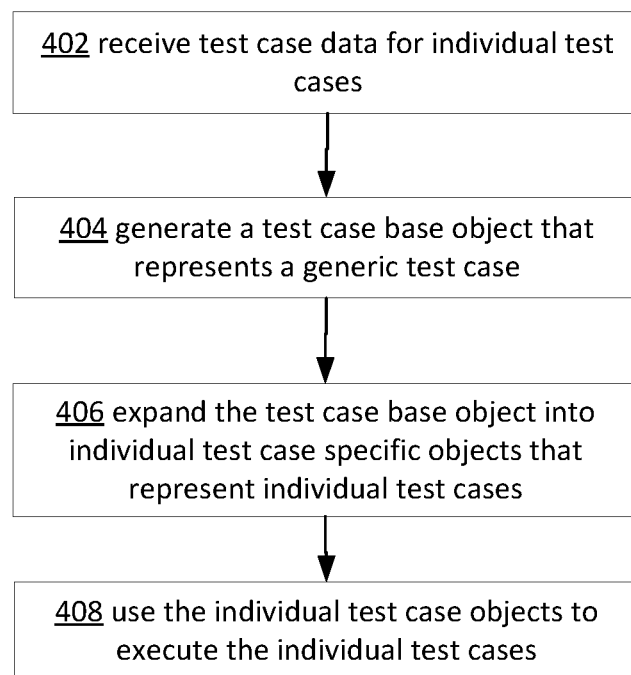 402 receive test case data for individual test
cases
404 generate a test case base object that
represents a generic test case
406 expand the test case base object into
individual test case specific objects that
represent individual test cases
408 use the individual test case objects to
execute the individual test cases